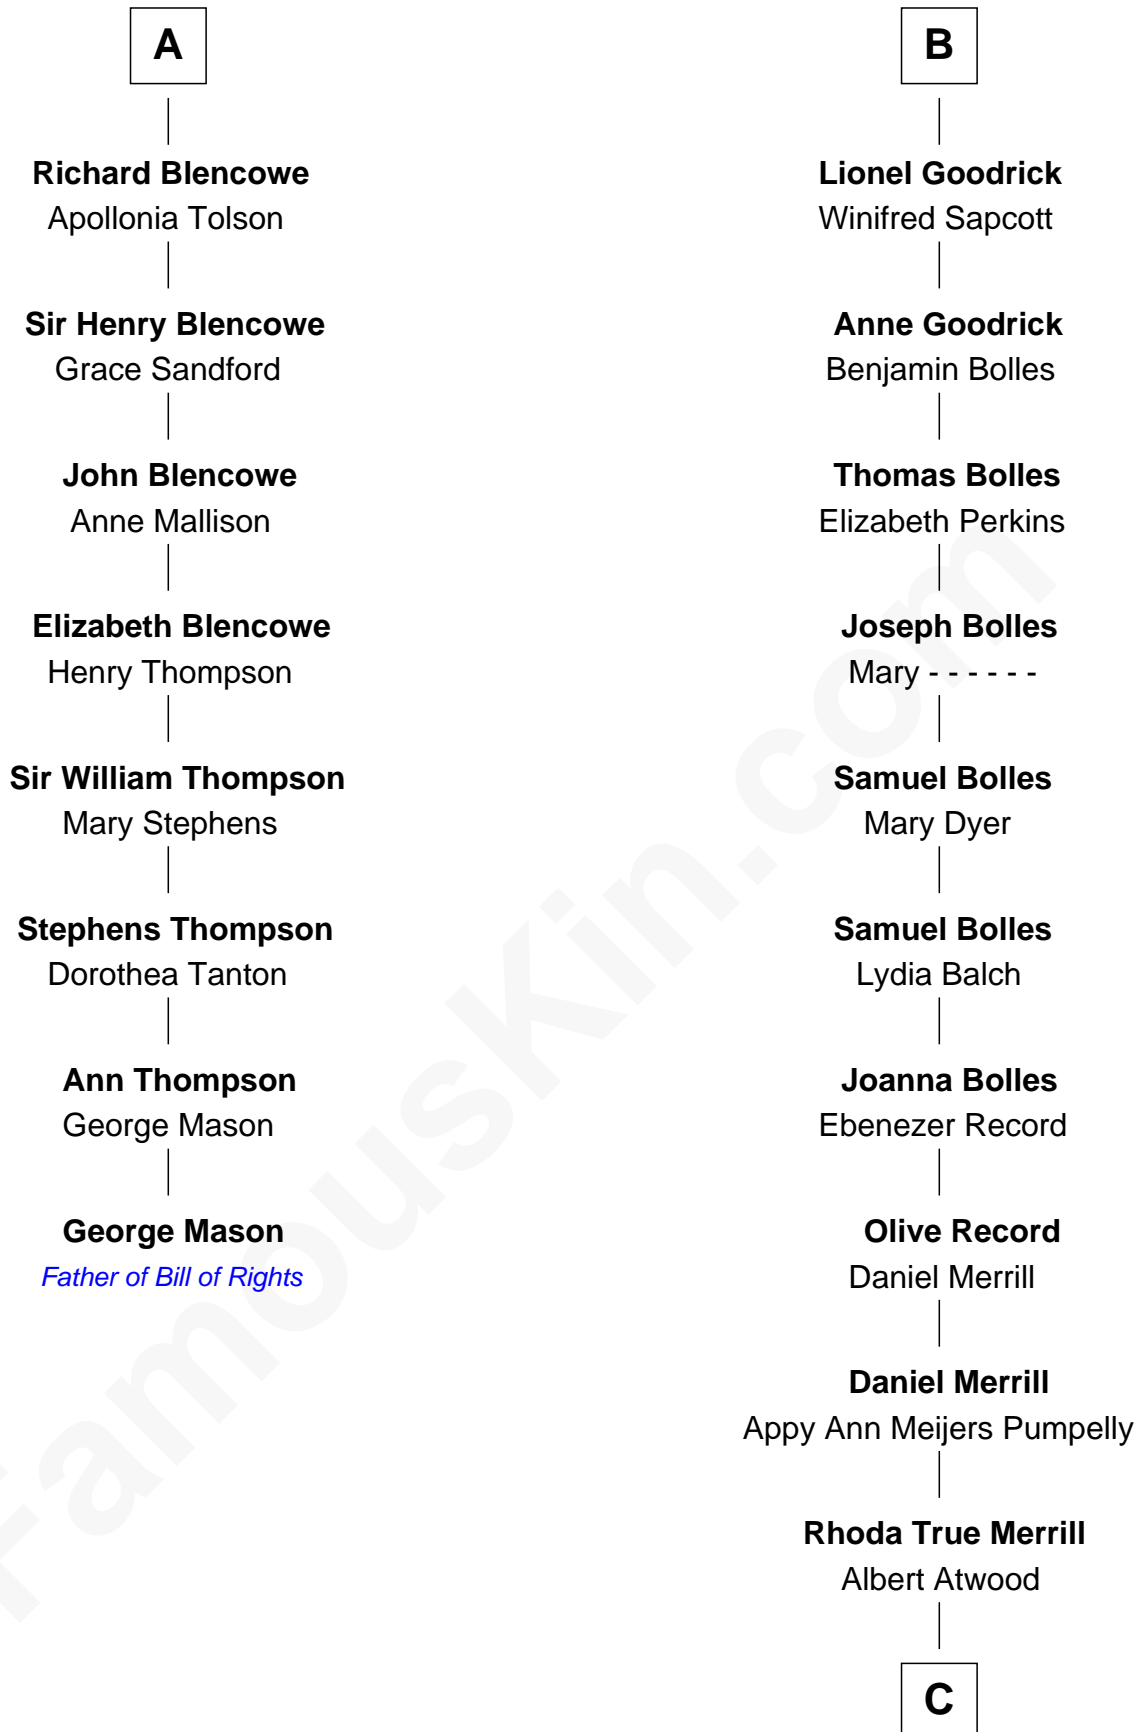 A
Richard Blencowe
Apollonia Tolson
Sir Henry Blencowe
Grace Sandford
John Blencowe
Anne Mallison
Elizabeth Blencowe
Henry Thompson
Sir William Thompson
Mary Stephens
Stephens Thompson
Dorothea Tanton
Ann Thompson
George Mason
George Mason
Father of Bill of Rights
B
Lionel Goodrick
Winifred Sapcott
Anne Goodrick
Benjamin Bolles
Thomas Bolles
Elizabeth Perkins
Joseph Bolles
Mary - - - - - -
Samuel Bolles
Mary Dyer
Samuel Bolles
Lydia Balch
Joanna Bolles
Ebenezer Record
Olive Record
Daniel Merrill
Daniel Merrill
Appy Ann Meijers Pumpelly
Rhoda True Merrill
Albert Atwood
C
FamousKin.com